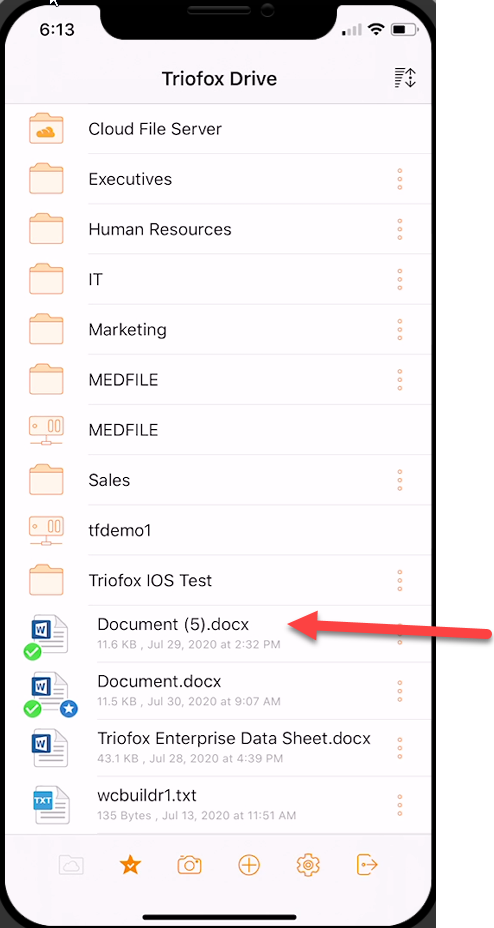 6:13
Triofox Drive
Cloud File Server
Executives
Human Resources
IT
Marketing
MEDFILE
MEDFILE
Sales
tfdemo1
Triofox IOS Test
W
Document (5).docx
11.6 KB , Jul 29, 2020 at 2:32 PM
W
Document.docx
11.5 KB , Jul 30, 2020 at 9:07 AM
W
Triofox Enterprise Data Sheet.docx
43.1 KB , Jul 28, 2020 at 4:39 PM
TXT
wcbuildr1.txt
135 Bytes , Jul 13, 2020 at 11:51 AM